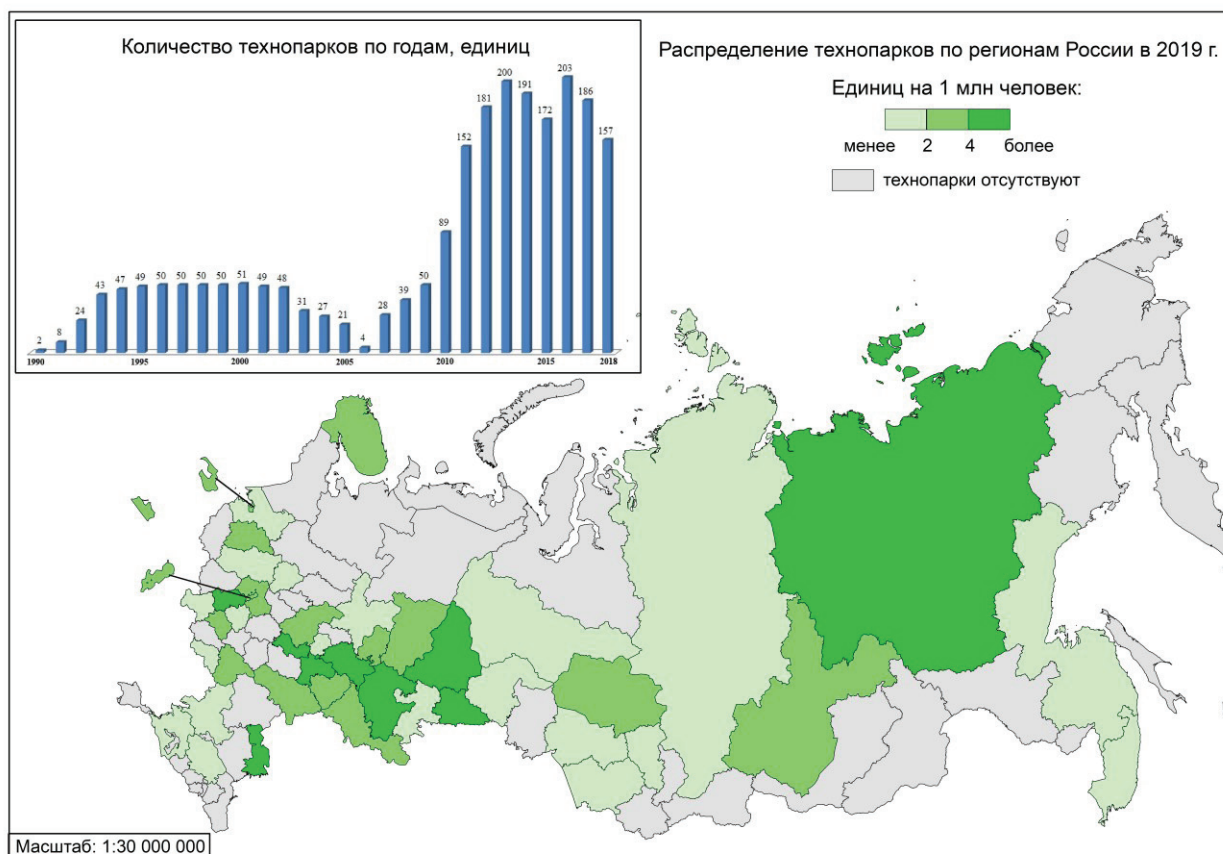 Количество технопарков по годам, единиц
2 8 24 43 47 49 50 50 50 50 51 49 48 31 27 21 4 28 39 50 89 152 181 200 191 172 203 186 157
1990 1995 2000 2005 2010 2015 2018
Распределение технопарков по регионам России в 2019 г.
Единиц на 1 млн человек:
менее 2 4 более
технопарки отсутствуют
Масштаб: 1:30 000 000